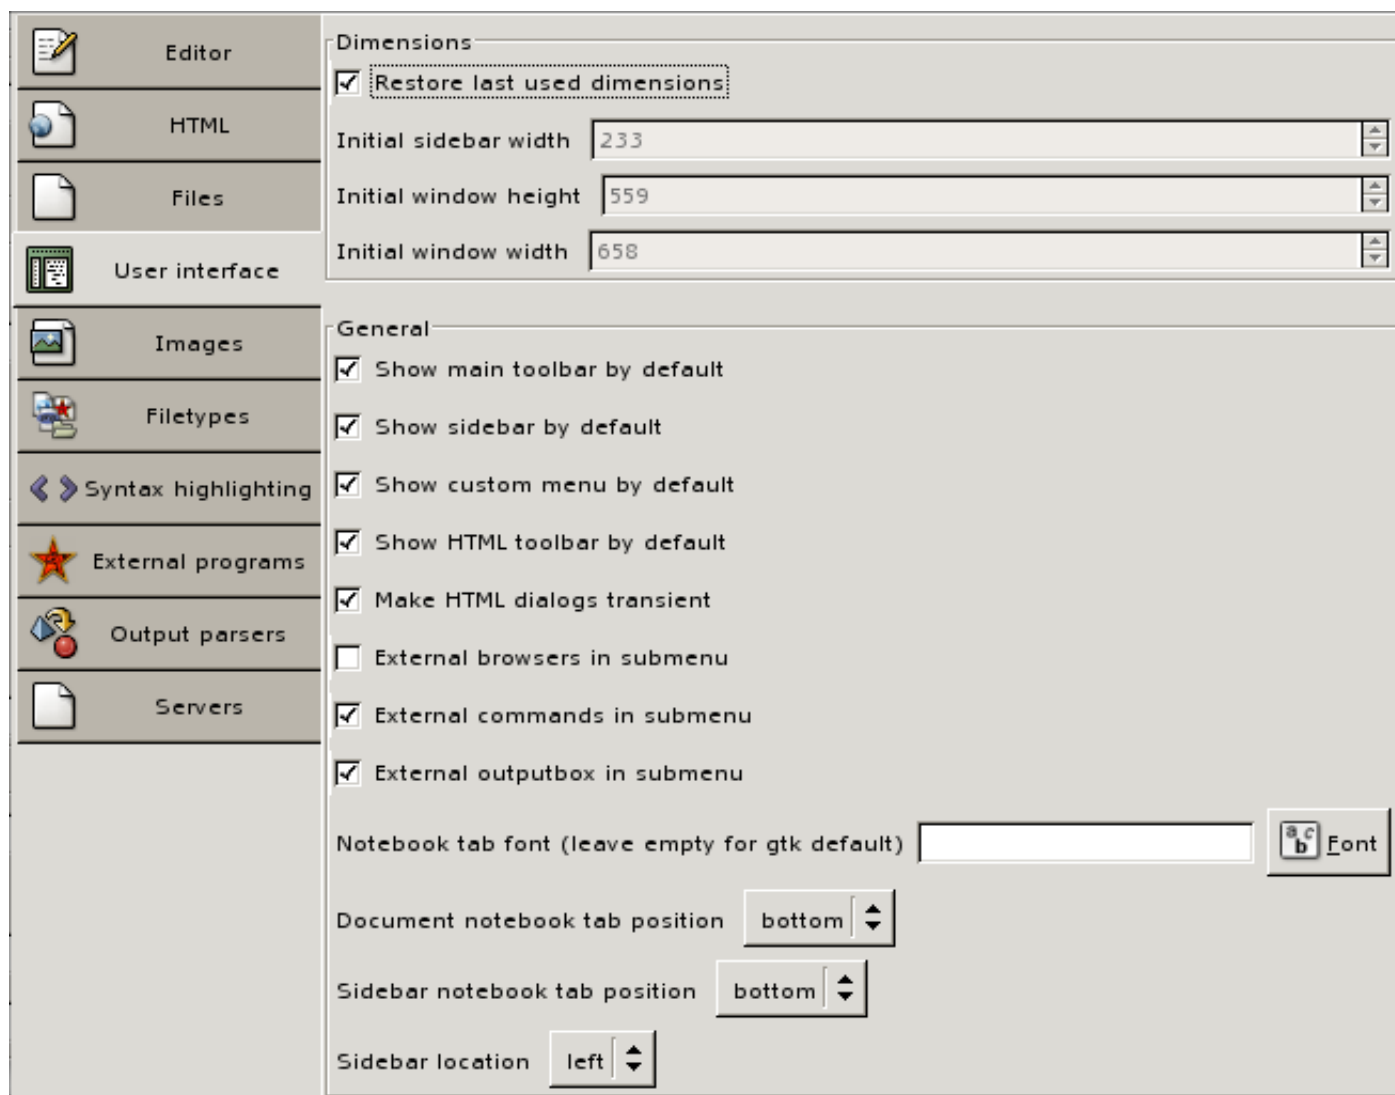 Editor
HTML
Files
User interface
Images
Filetypes
Syntax highlighting
External programs
Output parsers
Servers
Dimensions
Restore last used dimensions
Initial sidebar width 233
Initial window height 559
Initial window width 658
General
Show main toolbar by default
Show sidebar by default
Show custom menu by default
Show HTML toolbar by default
Make HTML dialogs transient
External browsers in submenu
External commands in submenu
External outputbox in submenu
Notebook tab font (leave empty for gtk default) Font
Document notebook tab position bottom
Sidebar notebook tab position bottom
Sidebar location left